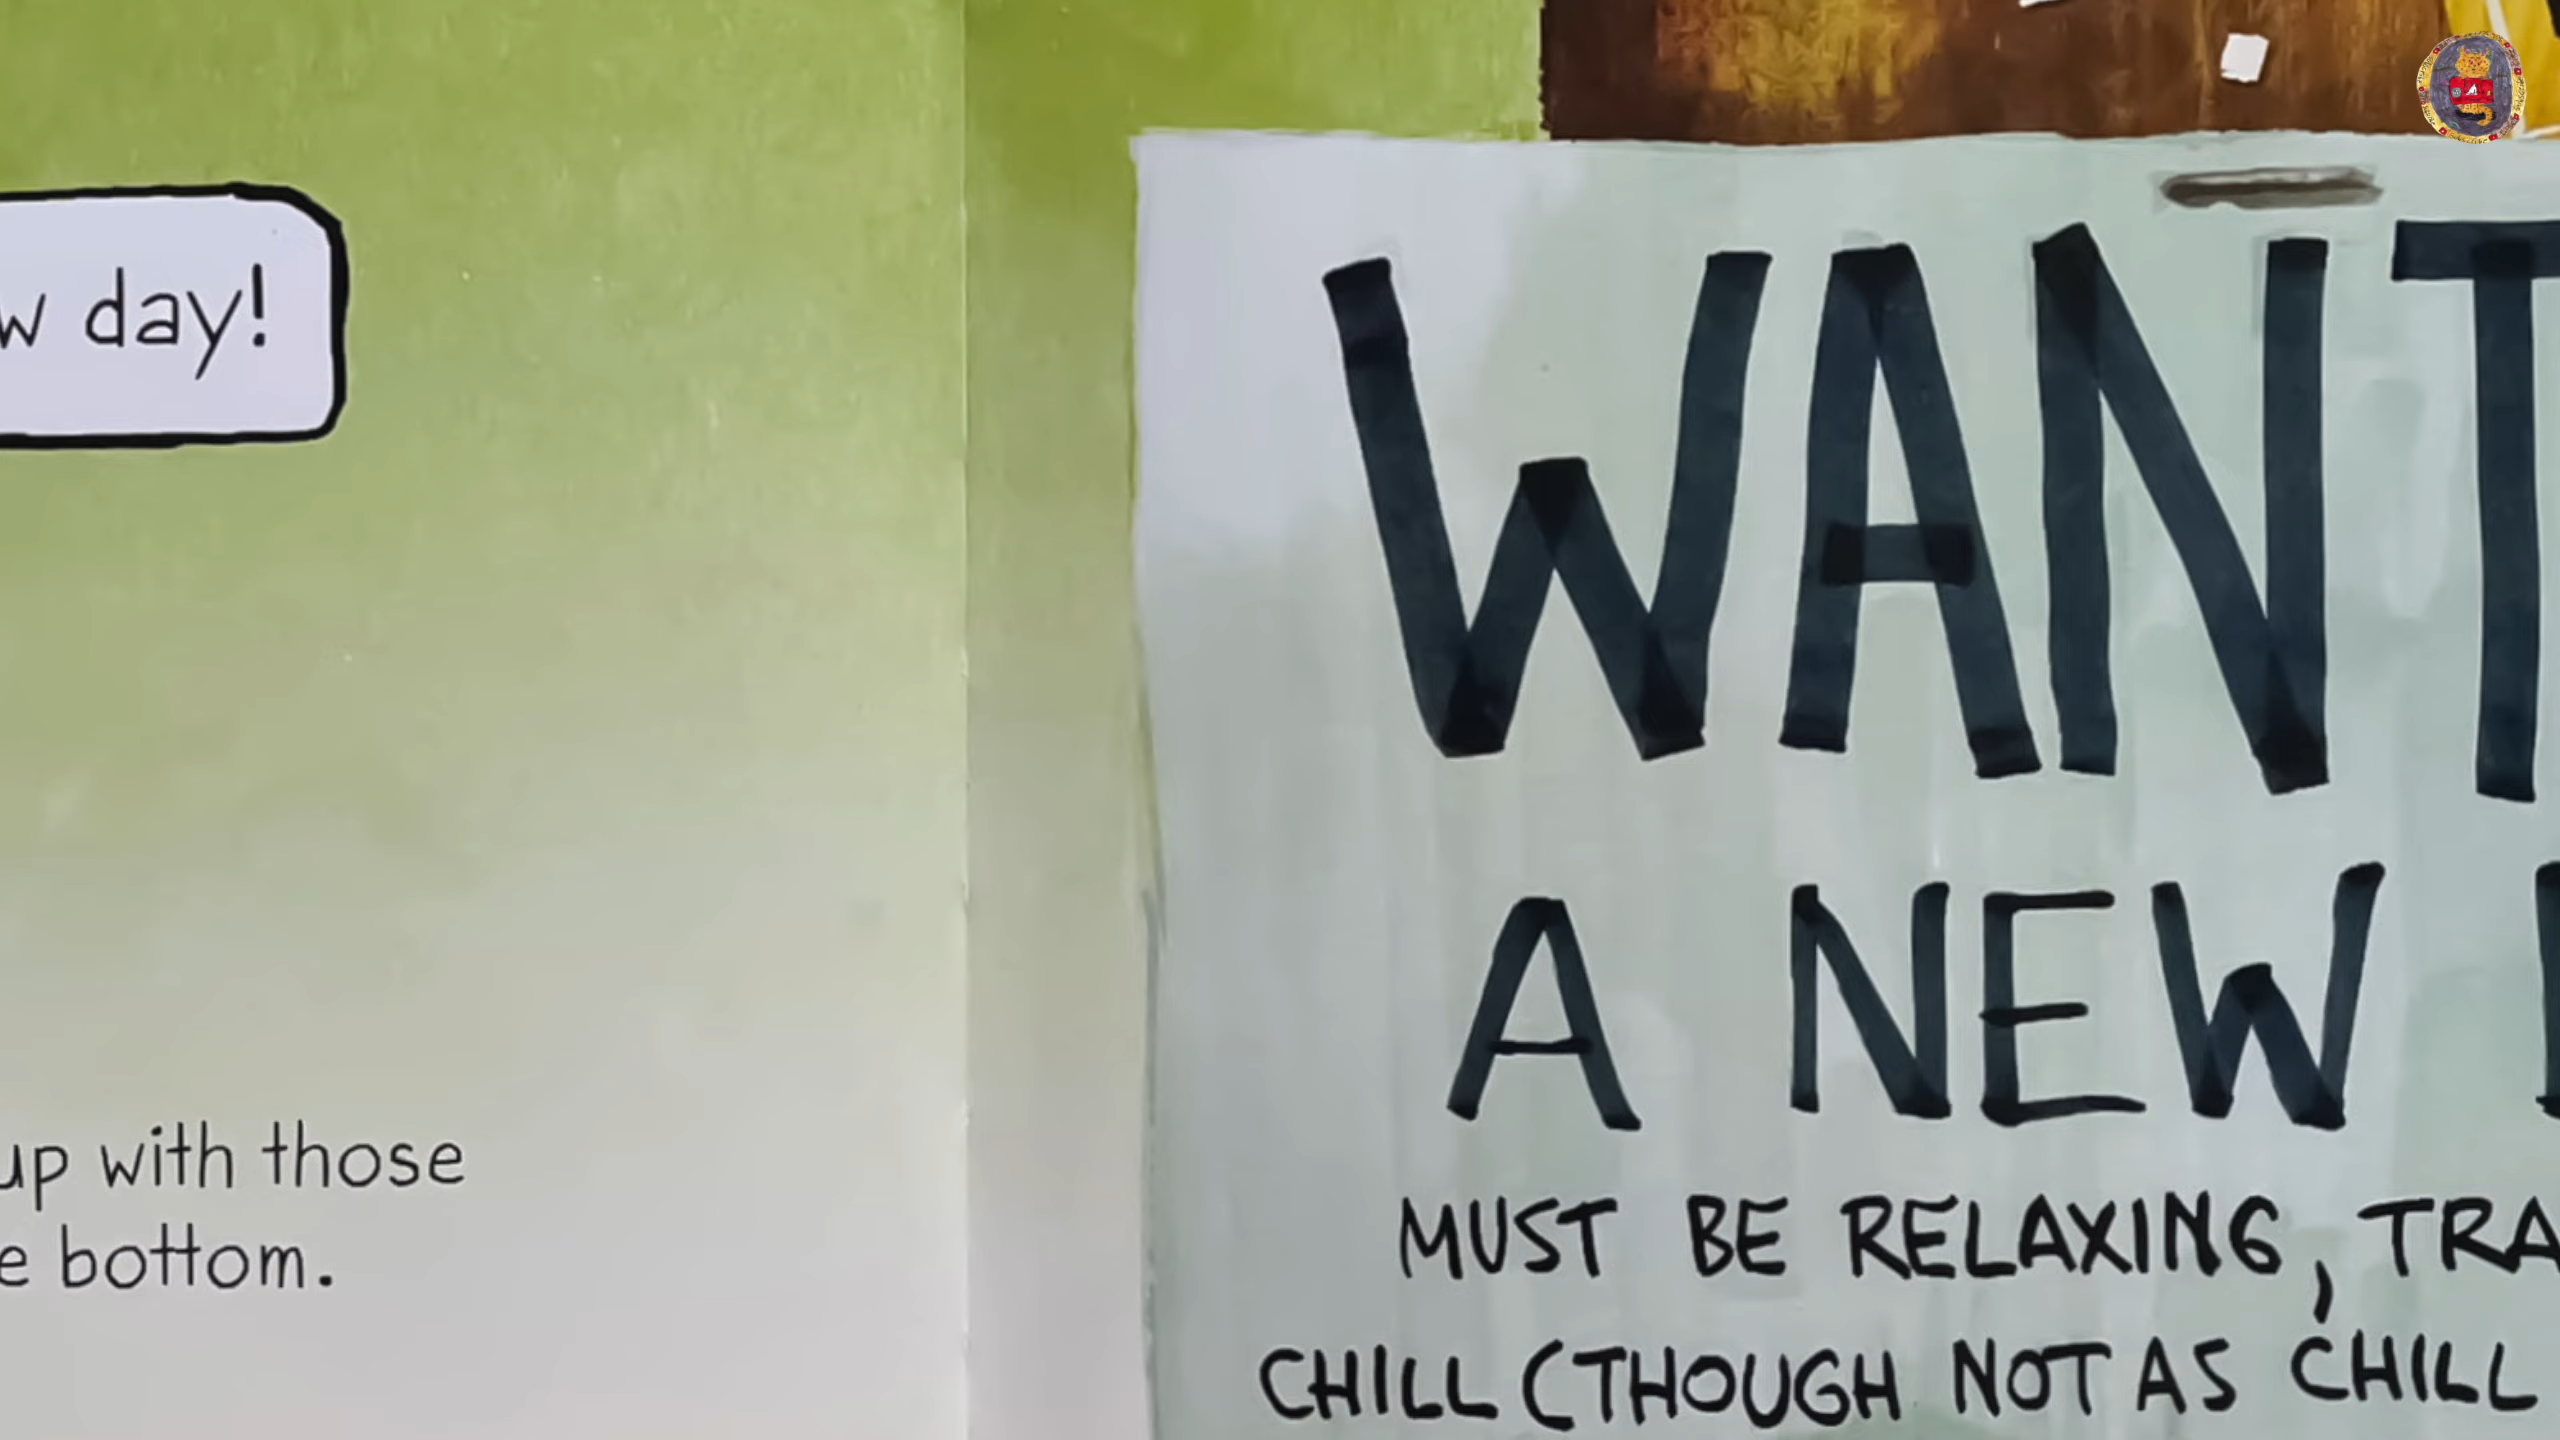 w day!
up with those
e bottom.
WANT
A NEW
MUST BE RELAXING, TRA
CHILL (THOUGH NOT AS CHILL